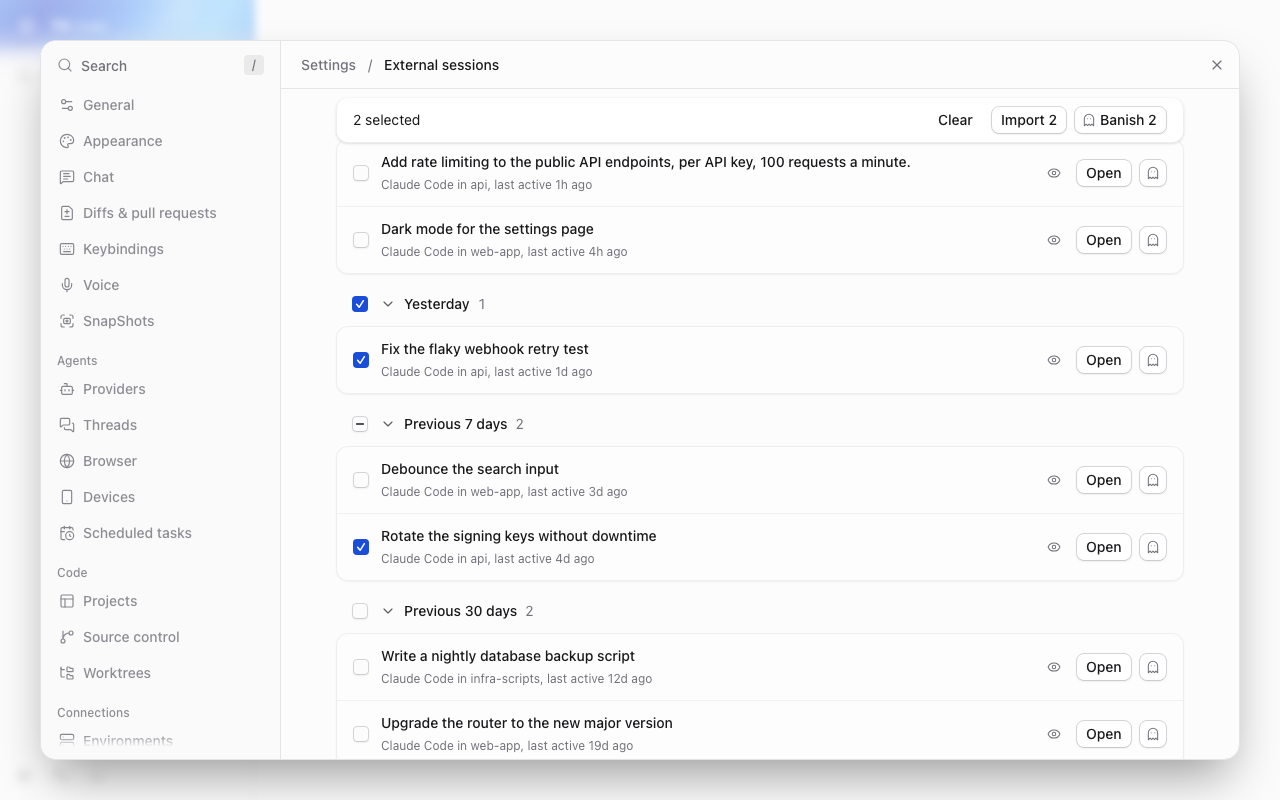 Search
/
General
Appearance
Chat
Diffs & pull requests
Keybindings
Voice
SnapShots
Agents
Providers
Threads
Browser
Devices
Scheduled tasks
Code
Projects
Source control
Worktrees
Connections
Environments
Settings / External sessions
2 selected
Clear
Import 2
Banish 2
Add rate limiting to the public API endpoints, per API key, 100 requests a minute.
Claude Code in api, last active 1h ago
Open
Dark mode for the settings page
Claude Code in web-app, last active 4h ago
Open
Yesterday 1
Fix the flaky webhook retry test
Claude Code in api, last active 1d ago
Open
Previous 7 days 2
Debounce the search input
Claude Code in web-app, last active 3d ago
Open
Rotate the signing keys without downtime
Claude Code in api, last active 4d ago
Open
Previous 30 days 2
Write a nightly database backup script
Claude Code in infra-scripts, last active 12d ago
Open
Upgrade the router to the new major version
Claude Code in web-app, last active 19d ago
Open